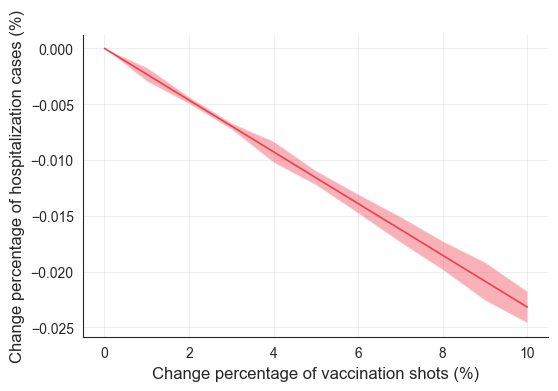 Change percentage of hospitalization cases (%)
0.000
−0.005
−0.010
−0.015
−0.020
−0.025
0 2 4 6 8 10
Change percentage of vaccination shots (%)